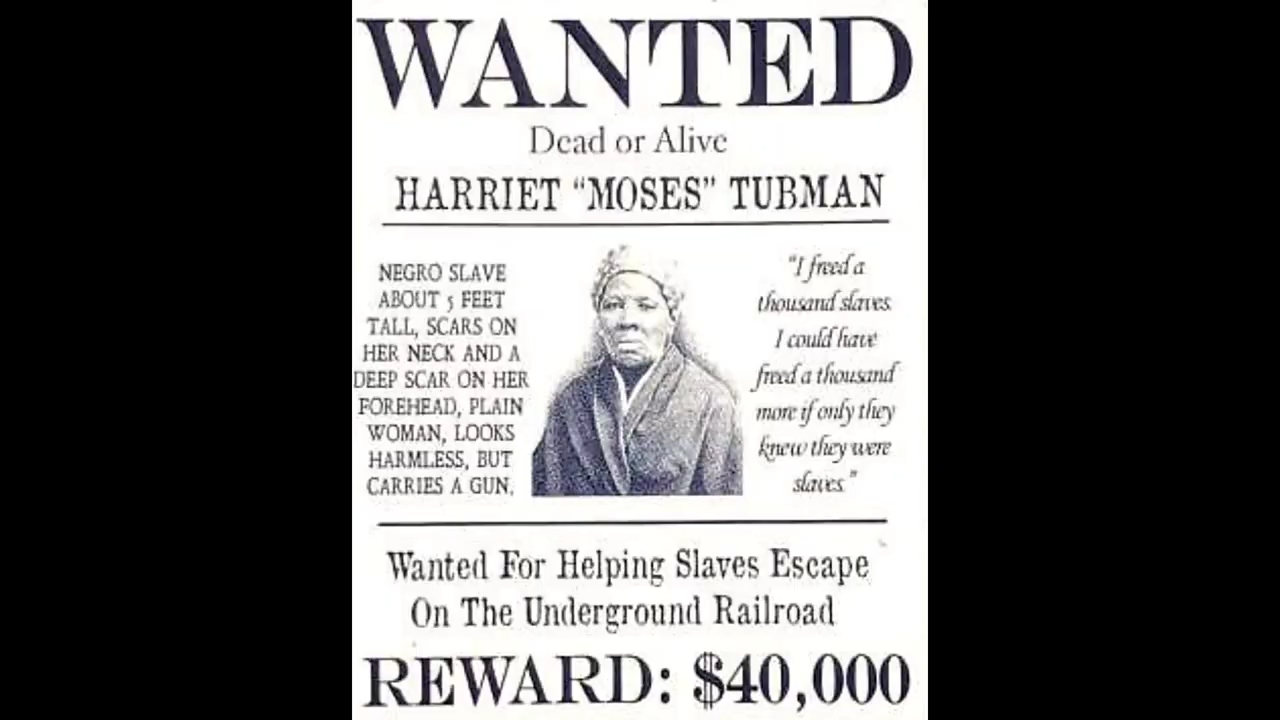 WANTED
Dead or Alive
HARRIET “MOSES” TUBMAN
NEGRO SLAVE
ABOUT 5 FEET
TALL, SCARS ON
HER NECK AND A
DEEP SCAR ON HER
FOREHEAD, PLAIN
WOMAN, LOOKS
HARMLESS, BUT
CARRIES A GUN.
“I freed a
thousand slaves.
I could have
freed a thousand
more if only they
knew they were
slaves.”
Wanted For Helping Slaves Escape
On The Underground Railroad
REWARD: $40,000